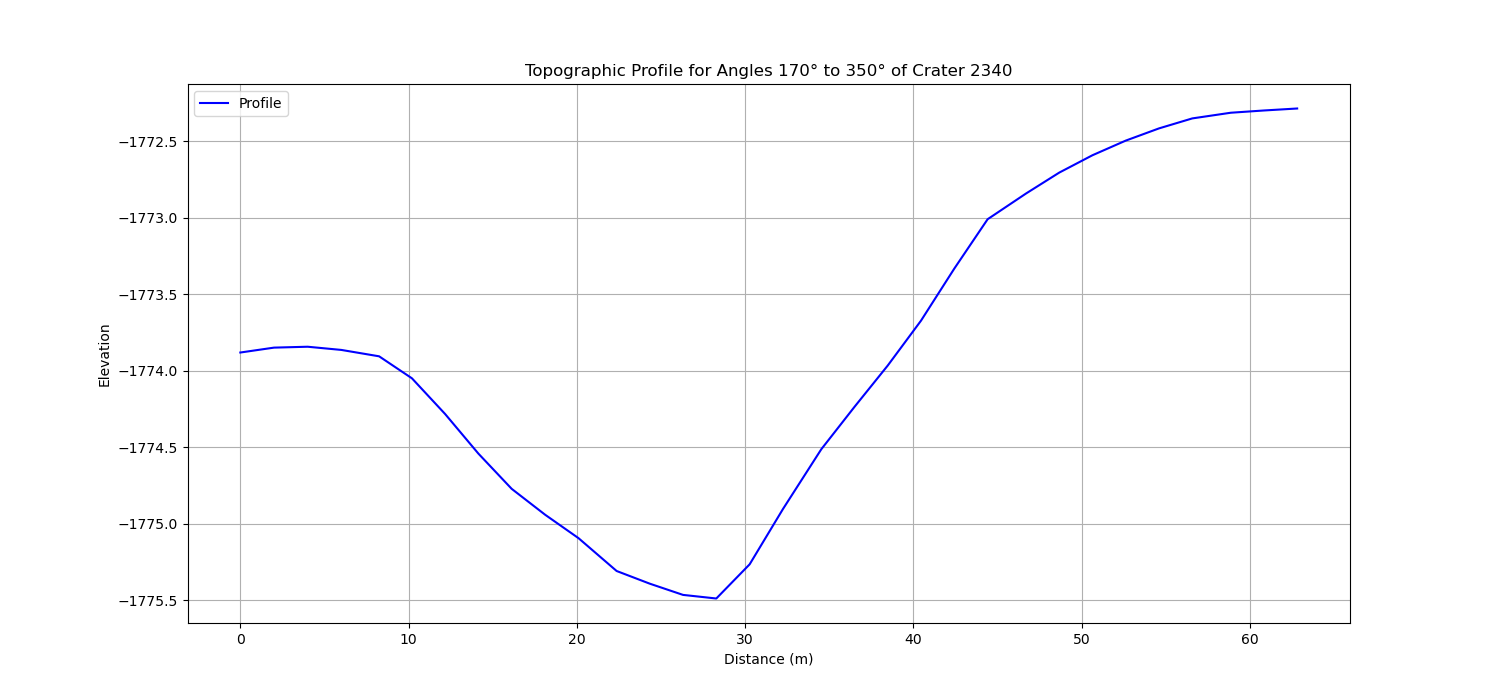 Topographic Profile for Angles 170° to 350° of Crater 2340
Profile
Elevation
−1772.5
−1773.0
−1773.5
−1774.0
−1774.5
−1775.0
−1775.5
0 10 20 30 40 50 60
Distance (m)